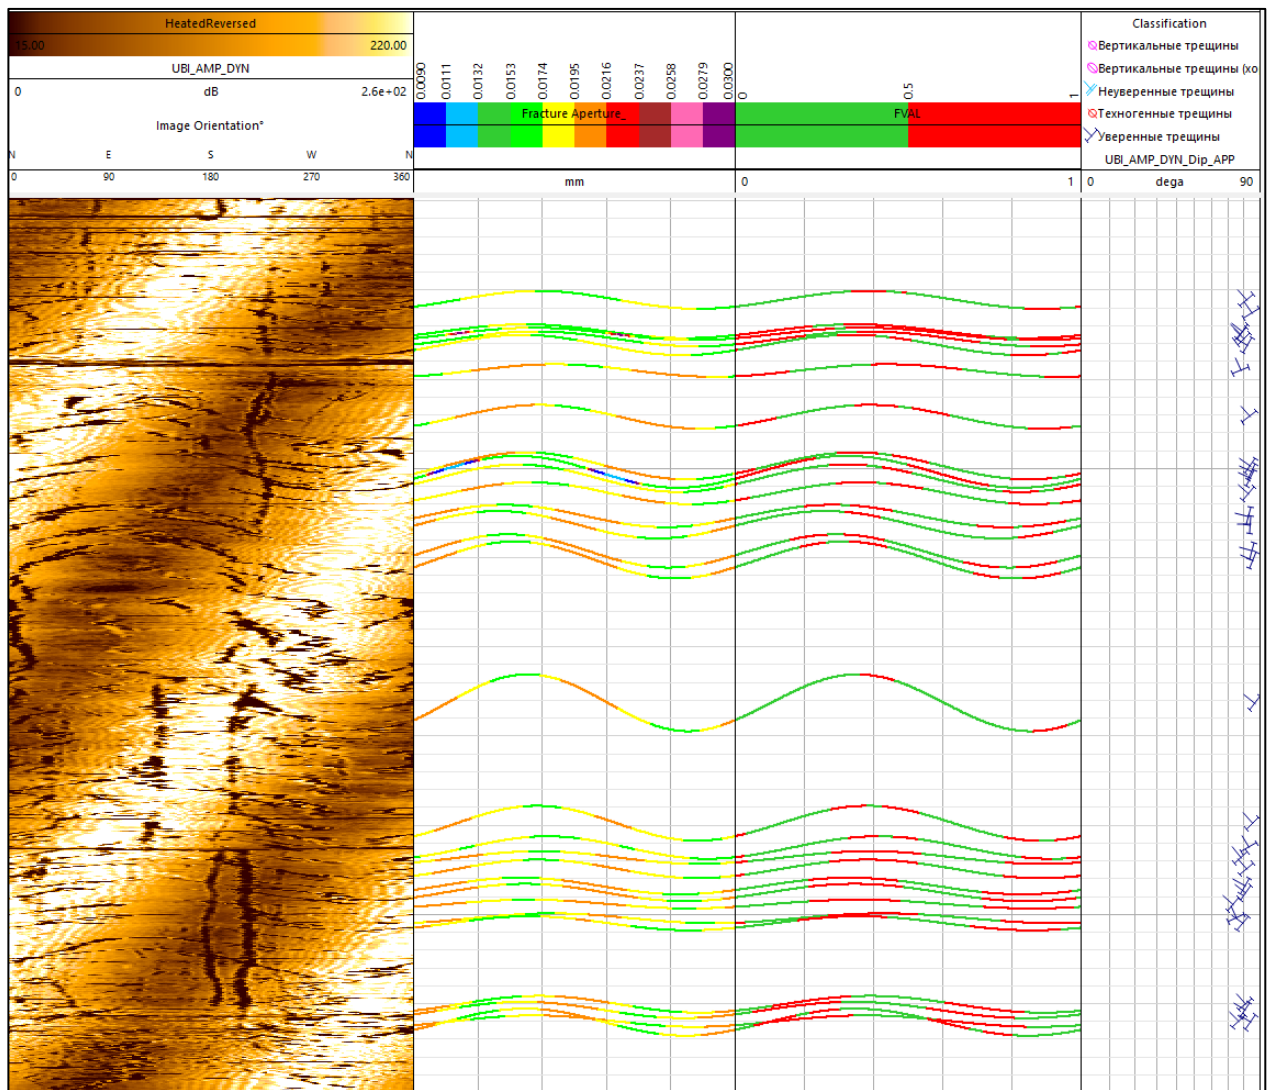 HeatedReversed
15.00 220.00
UBI_AMP_DYN
0 dB 2.6e+02
Image Orientation°
N E S W N
0 90 180 270 360
0.0090 0.0111 0.0132 0.0153 0.0174 0.0195 0.0216 0.0237 0.0258 0.0279 0.0300
Fracture Aperture_
mm
0 0.5 1
FVAL
0 1
Classification
Вертикальные трещины
Вертикальные трещины (хо
Неуверенные трещины
Техногенные трещины
Уверенные трещины
UBI_AMP_DYN_Dip_APP
0 dega 90